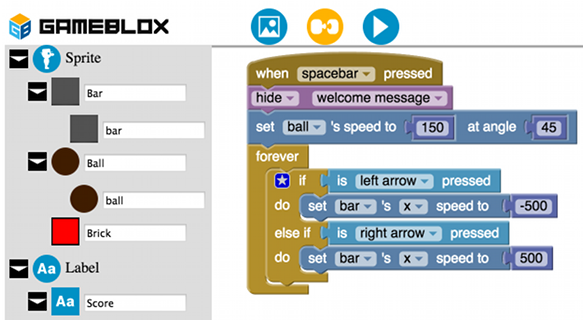 GAMEBLOX
Sprite
Bar
bar
Ball
ball
Brick
Aa Label
Aa Score
when spacebar pressed
hide welcome message
set ball 's speed to 150 at angle 45
forever
if is left arrow pressed
do set bar 's x speed to -500
else if is right arrow pressed
do set bar 's x speed to 500